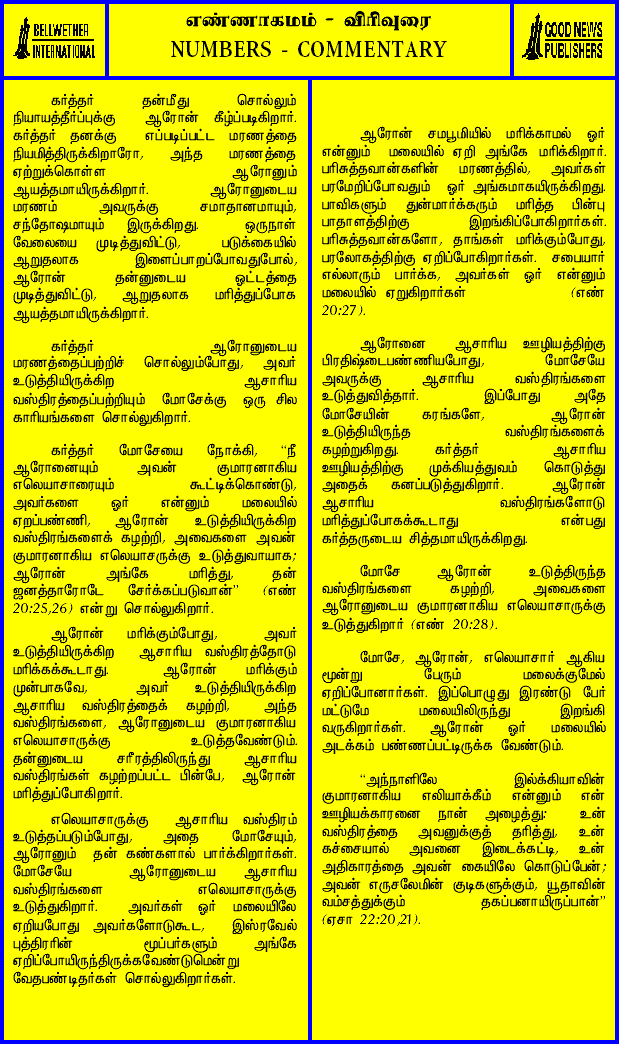 BELLWETHER
INTERNATIONAL
எண்ணாகமம் - விரிவுரை
NUMBERS - COMMENTARY
GOOD NEWS
PUBLISHERS
கர்த்தர் தன்மீது சொல்லும்
நியாயத்தீர்ப்புக்கு ஆரோன் கீழ்ப்படிகிறார்.
கர்த்தர் தனக்கு எப்படிப்பட்ட மரணத்தை
நியமித்திருக்கிறாரோ, அந்த மரணத்தை
ஏற்றுக்கொள்ள ஆரோனும்
ஆயத்தமாயிருக்கிறார். ஆரோனுடைய
மரணம் அவருக்கு சமாதானமாயும்,
சந்தோஷமாயும் இருக்கிறது. ஒருநாள்
வேலையை முடித்துவிட்டு, படுக்கையில்
ஆறுதலாக இளைப்பாறப்போவதுபோல்,
ஆரோன் தன்னுடைய ஓட்டத்தை
முடித்துவிட்டு, ஆறுதலாக மரித்துப்போக
ஆயத்தமாயிருக்கிறார்.
கர்த்தர் ஆரோனுடைய
மரணத்தைப்பற்றிச் சொல்லும்போது, அவர்
உடுத்தியிருக்கிற ஆசாரிய
வஸ்திரத்தைப்பற்றியும் மோசேக்கு ஒரு சில
காரியங்களை சொல்லுகிறார்.
கர்த்தர் மோசேயை நோக்கி, “நீ
ஆரோனையும் அவன் குமாரனாகிய
எலெயாசாரையும் கூட்டிக்கொண்டு,
அவர்களை ஓர் என்னும் மலையில்
ஏறப்பண்ணி, ஆரோன் உடுத்தியிருக்கிற
வஸ்திரங்களைக் கழற்றி, அவைகளை அவன்
குமாரனாகிய எலெயாசருக்கு உடுத்துவாயாக;
ஆரோன் அங்கே மரித்து, தன்
ஜனத்தாரோடே சேர்க்கப்படுவான்” (எண்
20:25,26) என்று சொல்லுகிறார்.
ஆரோன் மரிக்கும்போது, அவர்
உடுத்தியிருக்கிற ஆசாரிய வஸ்திரத்தோடு
மரிக்கக்கூடாது. ஆரோன் மரிக்கும்
முன்பாகவே, அவர் உடுத்தியிருக்கிற
ஆசாரிய வஸ்திரத்தைக் கழற்றி, அந்த
வஸ்திரங்களை, ஆரோனுடைய குமாரனாகிய
எலெயாசாருக்கு உடுத்தவேண்டும்.
தன்னுடைய சரீரத்திலிருந்து ஆசாரிய
வஸ்திரங்கள் கழற்றப்பட்ட பின்பே, ஆரோன்
மரித்துப்போகிறார்.
எலெயாசாருக்கு ஆசாரிய வஸ்திரம்
உடுத்தப்படும்போது, அதை மோசேயும்,
ஆரோனும் தன் கண்களால் பார்க்கிறார்கள்.
மோசேயே ஆரோனுடைய ஆசாரிய
வஸ்திரங்களை எலெயாசாருக்கு
உடுத்துகிறார். அவர்கள் ஓர் மலையிலே
ஏறியபோது அவர்களோடுகூட, இஸ்ரவேல்
புத்திரரின் மூப்பர்களும் அங்கே
ஏறிப்போயிருந்திருக்கவேண்டுமென்று
வேதபண்டிதர்கள் சொல்லுகிறார்கள்.
ஆரோன் சமபூமியில் மரிக்காமல் ஓர்
என்னும் மலையில் ஏறி அங்கே மரிக்கிறார்.
பரிசுத்தவான்களின் மரணத்தில், அவர்கள்
பரமேறிப்போவதும் ஓர் அங்கமாகயிருக்கிறது.
பாவிகளும் துன்மார்க்கரும் மரித்த பின்பு
பாதாளத்திற்கு இறங்கிப்போகிறார்கள்.
பரிசுத்தவான்களோ, தாங்கள் மரிக்கும்போது,
பரலோகத்திற்கு ஏறிப்போகிறார்கள். சபையார்
எல்லாரும் பார்க்க, அவர்கள் ஓர் என்னும்
மலையில் ஏறுகிறார்கள் (எண்
20:27).
ஆரோனை ஆசாரிய ஊழியத்திற்கு
பிரதிஷ்டைபண்ணியபோது, மோசேயே
அவருக்கு ஆசாரிய வஸ்திரங்களை
உடுத்துவித்தார். இப்போது அதே
மோசேயின் கரங்களே, ஆரோன்
உடுத்தியிருந்த வஸ்திரங்களைக்
கழற்றுகிறது. கர்த்தர் ஆசாரிய
ஊழியத்திற்கு முக்கியத்துவம் கொடுத்து
அதைக் கனப்படுத்துகிறார். ஆரோன்
ஆசாரிய வஸ்திரங்களோடு
மரித்துப்போகக்கூடாது என்பது
கர்த்தருடைய சித்தமாயிருக்கிறது.
மோசே ஆரோன் உடுத்திருந்த
வஸ்திரங்களை கழற்றி, அவைகளை
ஆரோனுடைய குமாரனாகிய எலெயாசாருக்கு
உடுத்துகிறார் (எண் 20:28).
மோசே, ஆரோன், எலெயாசார் ஆகிய
மூன்று பேரும் மலைக்குமேல்
ஏறிப்போனார்கள். இப்பொழுது இரண்டு பேர்
மட்டுமே மலையிலிருந்து இறங்கி
வருகிறார்கள். ஆரோன் ஓர் மலையில்
அடக்கம் பண்ணப்பட்டிருக்க வேண்டும்.
“அந்நாளிலே இல்க்கியாவின்
குமாரனாகிய எலியாக்கீம் என்னும் என்
ஊழியக்காரனை நான் அழைத்து: உன்
வஸ்திரத்தை அவனுக்குத் தரித்து, உன்
கச்சையால் அவனை இடைக்கட்டி, உன்
அதிகாரத்தை அவன் கையிலே கொடுப்பேன்;
அவன் எருசலேமின் குடிகளுக்கும், யூதாவின்
வம்சத்துக்கும் தகப்பனாயிருப்பான்”
(ஏசா 22:20,21).